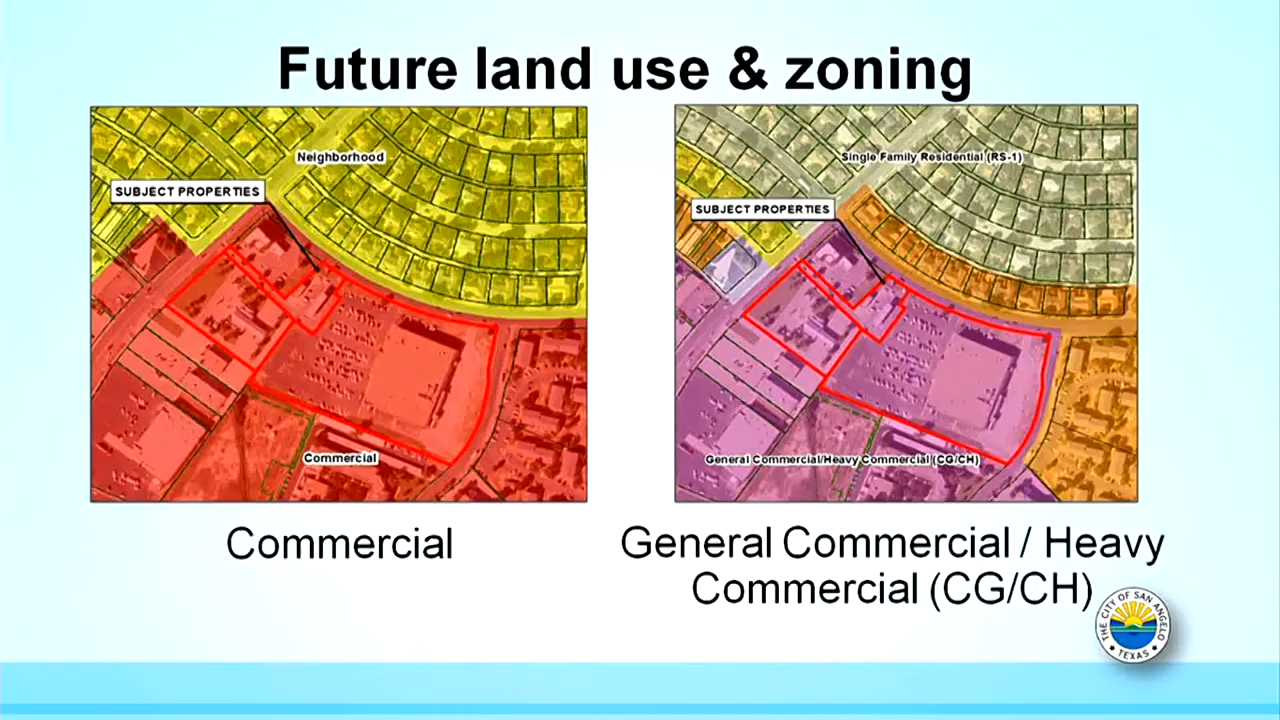 Future land use & zoning
Neighborhood
SUBJECT PROPERTIES
Commercial
Single Family Residential (RS-1)
SUBJECT PROPERTIES
General Commercial/Heavy Commercial (CG/CH)
Commercial
General Commercial / Heavy
Commercial (CG/CH)
THE CITY OF SAN ANGELO
TEXAS